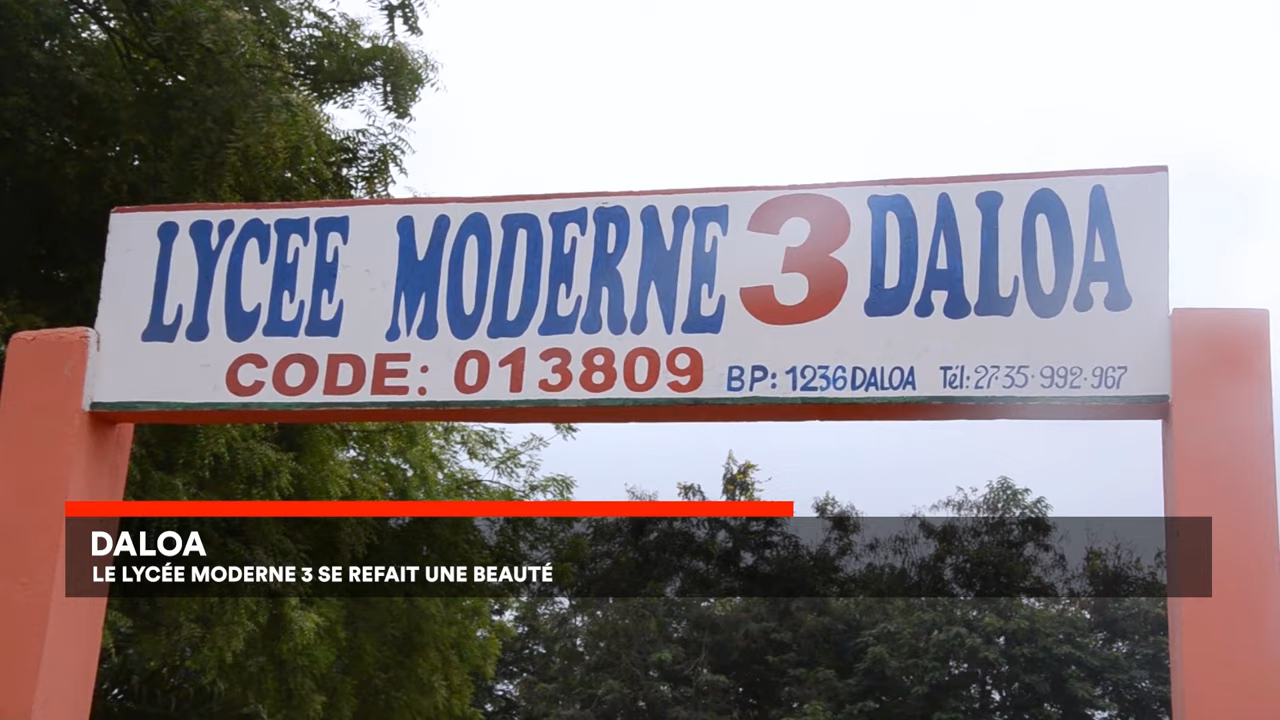 LYCEE MODERNE 3 DALOA
CODE: 013809 BP: 1236 DALOA Tél: 27-35-992-967
DALOA
LE LYCÉE MODERNE 3 SE REFAIT UNE BEAUTÉ